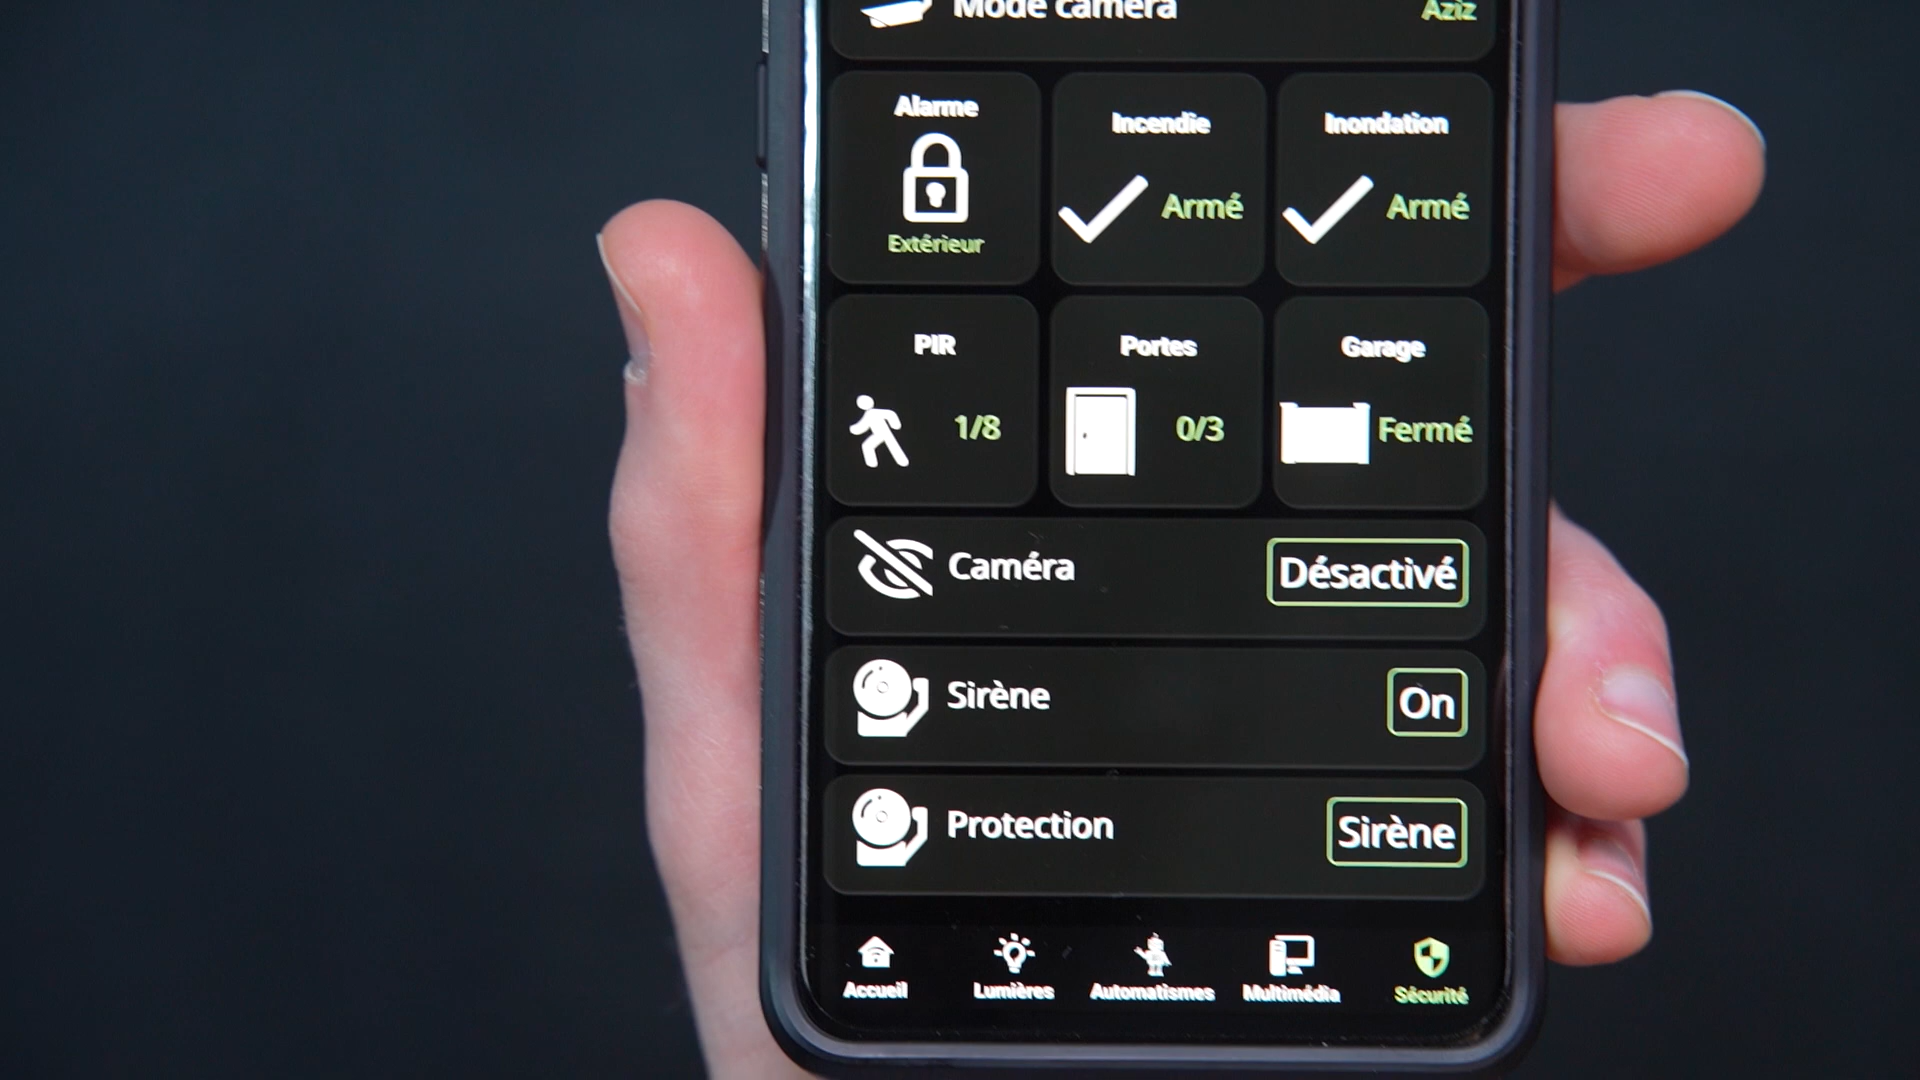 Mode caméra Aziz
Alarme Incendie Inondation
Armé Armé
Extérieur
PIR Portes Garage
1/8 0/3 Fermé
Caméra Désactivé
Sirène On
Protection Sirène
Accueil Lumières Automatismes Multimédia Sécurité